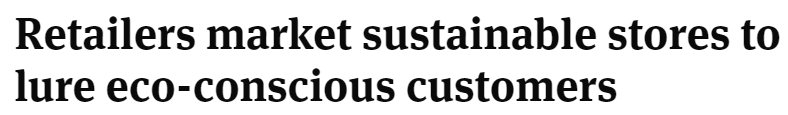 Retailers market sustainable stores to
lure eco-conscious customers